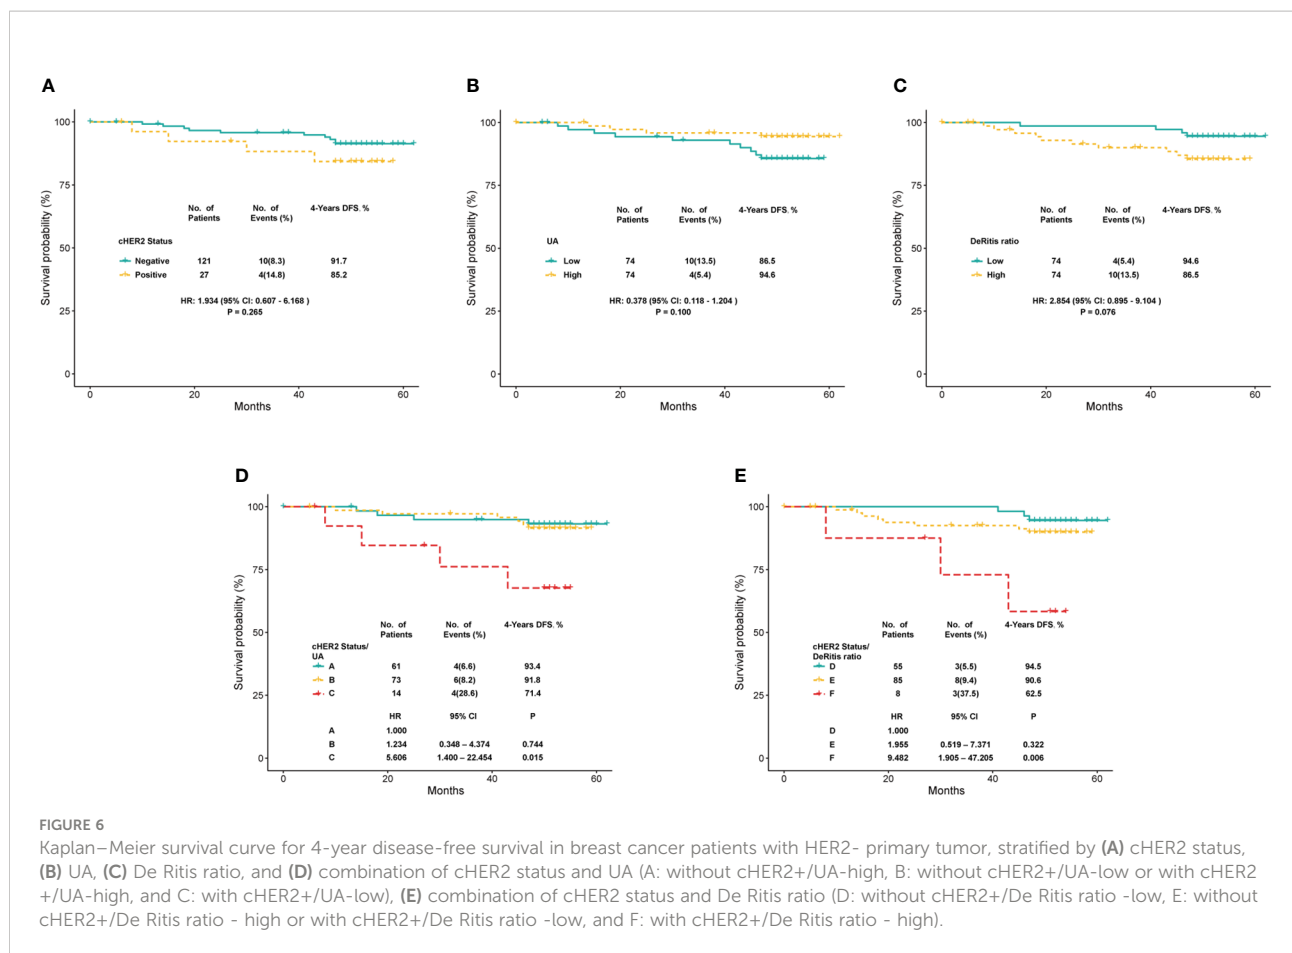 A
100
75
50
25
0
Survival probability (%)
No. of Patients
No. of Events (%)
4-Years DFS. %
cHER2 Status
Negative 121 10(8.3) 91.7
Positive 27 4(14.8) 85.2
HR: 1.934 (95% CI: 0.607 - 6.168 )
P = 0.265
0 20 40 60
Months
B
100
75
50
25
0
Survival probability (%)
No. of Patients
No. of Events (%)
4-Years DFS. %
UA
Low 74 10(13.5) 86.5
High 74 4(5.4) 94.6
HR: 0.378 (95% CI: 0.118 - 1.204 )
P = 0.100
0 20 40 60
Months
C
100
75
50
25
0
Survival probability (%)
No. of Patients
No. of Events (%)
4-Years DFS. %
DeRitis ratio
Low 74 4(5.4) 94.6
High 74 10(13.5) 86.5
HR: 2.854 (95% CI: 0.895 - 9.104 )
P = 0.076
0 20 40 60
Months
D
100
75
50
25
0
Survival probability (%)
No. of Patients
No. of Events (%)
4-Years DFS. %
cHER2 Status/
UA
A 61 4(6.6) 93.4
B 73 6(8.2) 91.8
C 14 4(28.6) 71.4
HR 95% CI P
A 1.000
B 1.234 0.348 – 4.374 0.744
C 5.606 1.400 – 22.454 0.015
0 20 40 60
Months
E
100
75
50
25
0
Survival probability (%)
No. of Patients
No. of Events (%)
4-Years DFS. %
cHER2 Status/
DeRitis ratio
D 55 3(5.5) 94.5
E 85 8(9.4) 90.6
F 8 3(37.5) 62.5
HR 95% CI P
D 1.000
E 1.955 0.519 – 7.371 0.322
F 9.482 1.905 – 47.205 0.006
0 20 40 60
Months
FIGURE 6
Kaplan–Meier survival curve for 4-year disease-free survival in breast cancer patients with HER2- primary tumor, stratified by (A) cHER2 status,
(B) UA, (C) De Ritis ratio, and (D) combination of cHER2 status and UA (A: without cHER2+/UA-high, B: without cHER2+/UA-low or with cHER2
+/UA-high, and C: with cHER2+/UA-low), (E) combination of cHER2 status and De Ritis ratio (D: without cHER2+/De Ritis ratio -low, E: without
cHER2+/De Ritis ratio - high or with cHER2+/De Ritis ratio -low, and F: with cHER2+/De Ritis ratio - high).